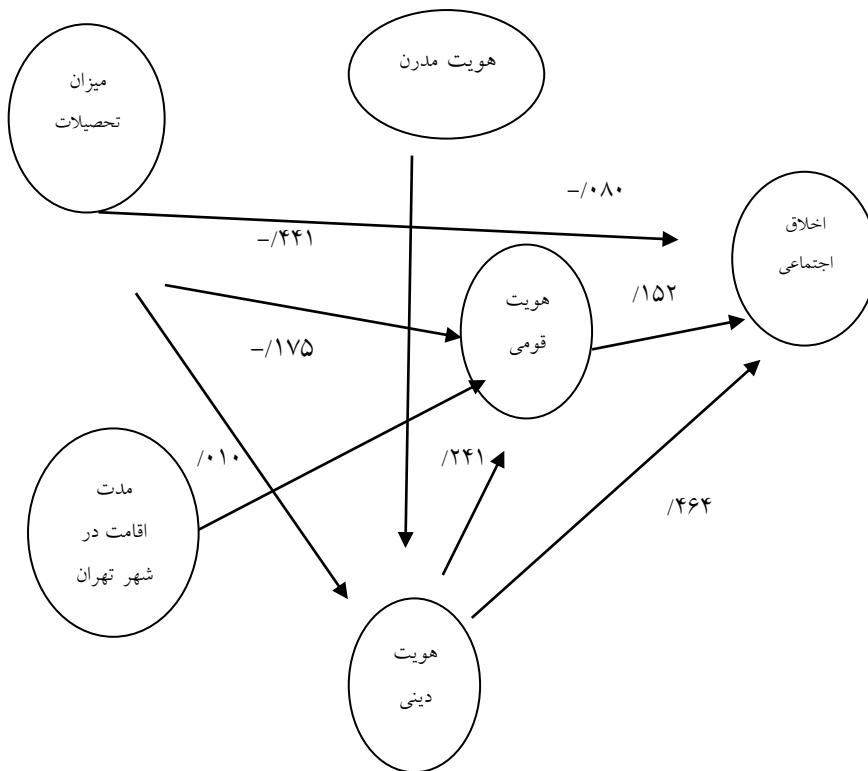 هویت مدرن
میزان
تحصیلات
-/۰۸۰
اخلاق
اجتماعی
-/۴۴۱
هویت
قومی
/۱۵۲
-/۱۷۵
/۰۱۰
/۲۴۱
مدت
اقامت در
شهر تهران
/۴۶۴
هویت
دینی